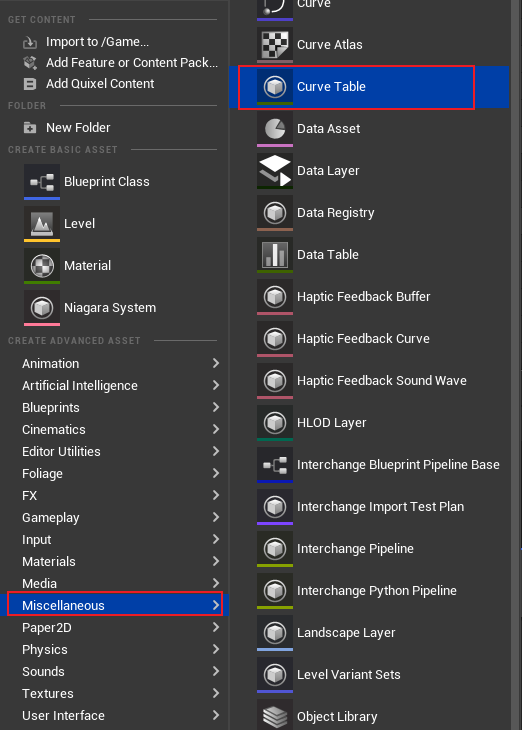 GET CONTENT
Import to /Game...
Add Feature or Content Pack...
Add Quixel Content
FOLDER
New Folder
CREATE BASIC ASSET
Blueprint Class
Level
Material
Niagara System
CREATE ADVANCED ASSET
Animation
Artificial Intelligence
Blueprints
Cinematics
Editor Utilities
Foliage
FX
Gameplay
Input
Materials
Media
Miscellaneous
Paper2D
Physics
Sounds
Textures
User Interface
Curve
Curve Atlas
Curve Table
Data Asset
Data Layer
Data Registry
Data Table
Haptic Feedback Buffer
Haptic Feedback Curve
Haptic Feedback Sound Wave
HLOD Layer
Interchange Blueprint Pipeline Base
Interchange Import Test Plan
Interchange Pipeline
Interchange Python Pipeline
Landscape Layer
Level Variant Sets
Object Library